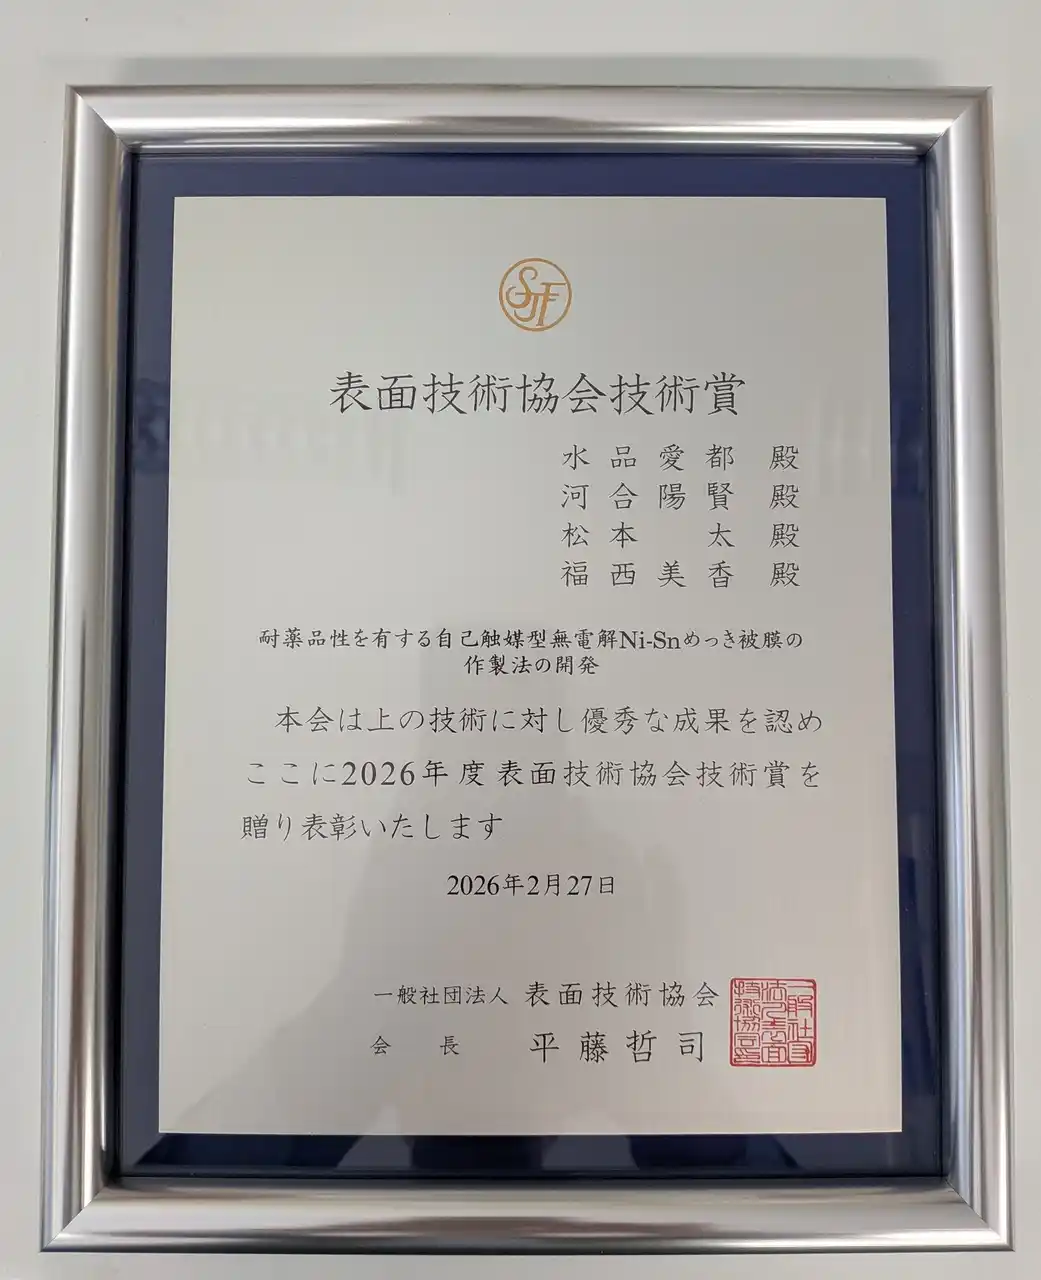 SJF
表面技術協会技術賞
水品愛都 殿
河合陽賢 殿
松本 太 殿
福西美香 殿
耐薬品性を有する自己触媒型無電解Ni-Snめっき被膜の
作製法の開発
本会は上の技術に対し優秀な成果を認め
ここに2026年度表面技術協会技術賞を
贈り表彰いたします
2026年2月27日
一般社団法人 表面技術協会
会 長 平藤哲司